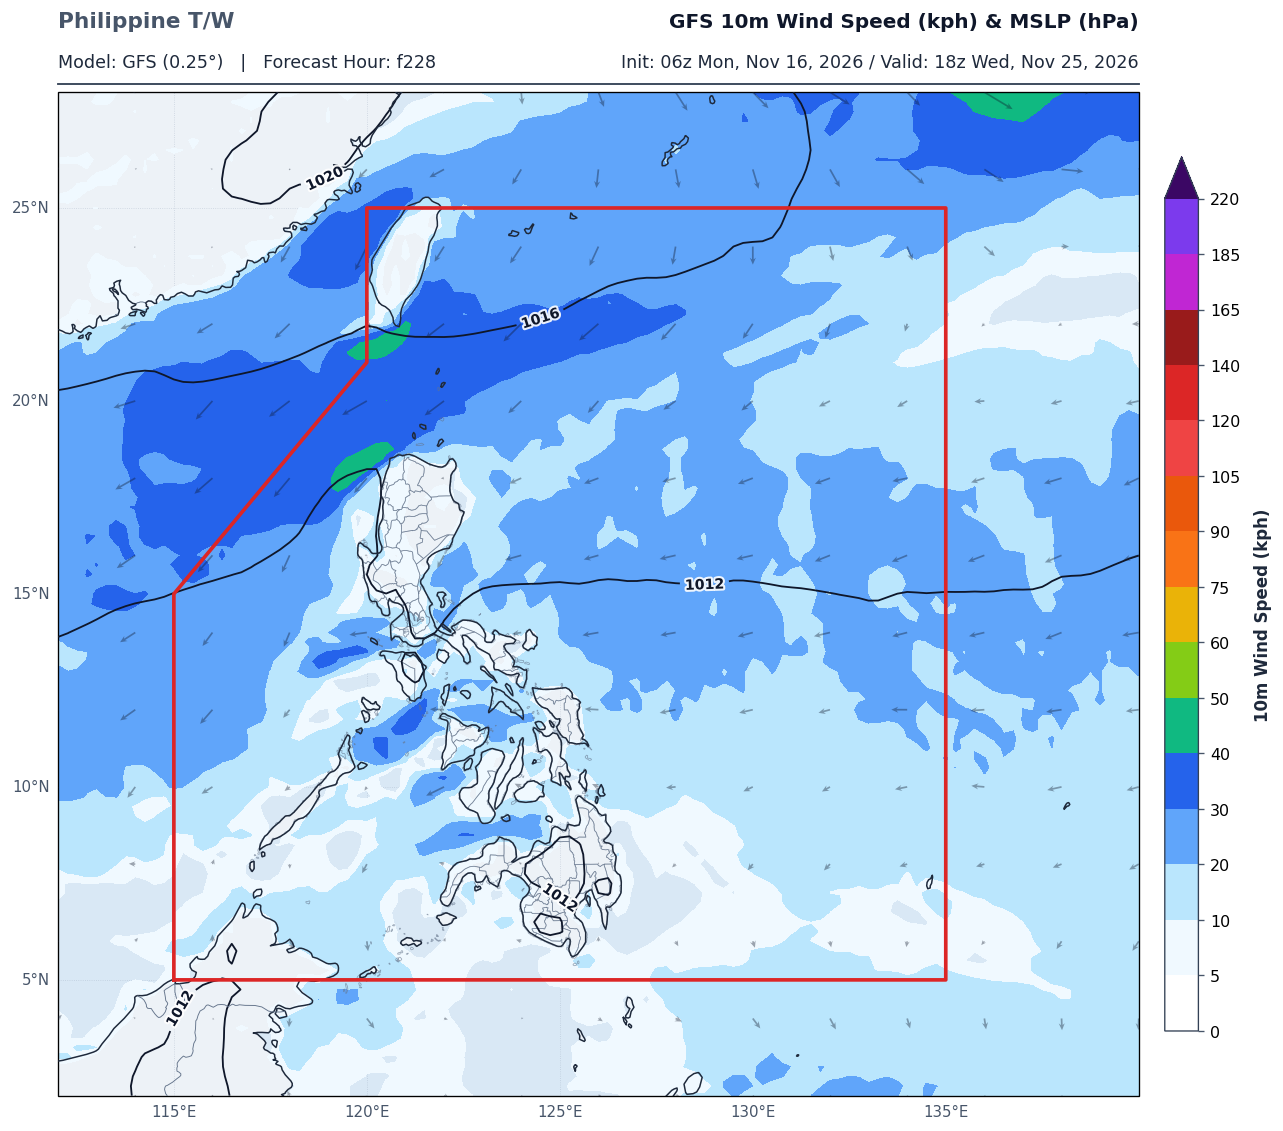 Philippine T/W
GFS 10m Wind Speed (kph) & MSLP (hPa)
Model: GFS (0.25°)   |   Forecast Hour: f228
Init: 06z Mon, Nov 16, 2026 / Valid: 18z Wed, Nov 25, 2026
1020
1016
1012
1012
1012
25°N
20°N
15°N
10°N
5°N
115°E
120°E
125°E
130°E
135°E
220
185
165
140
120
105
90
75
60
50
40
30
20
10
5
0
10m Wind Speed (kph)